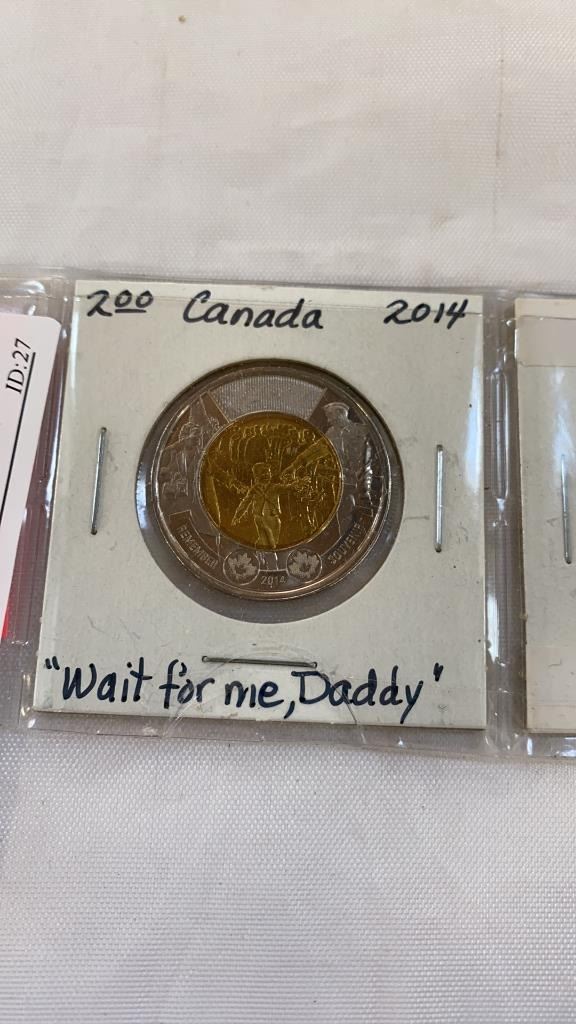 2.00 Canada 2014
ID:27
REMEMBER
SOUVENIR
2014
"Wait for me, Daddy"